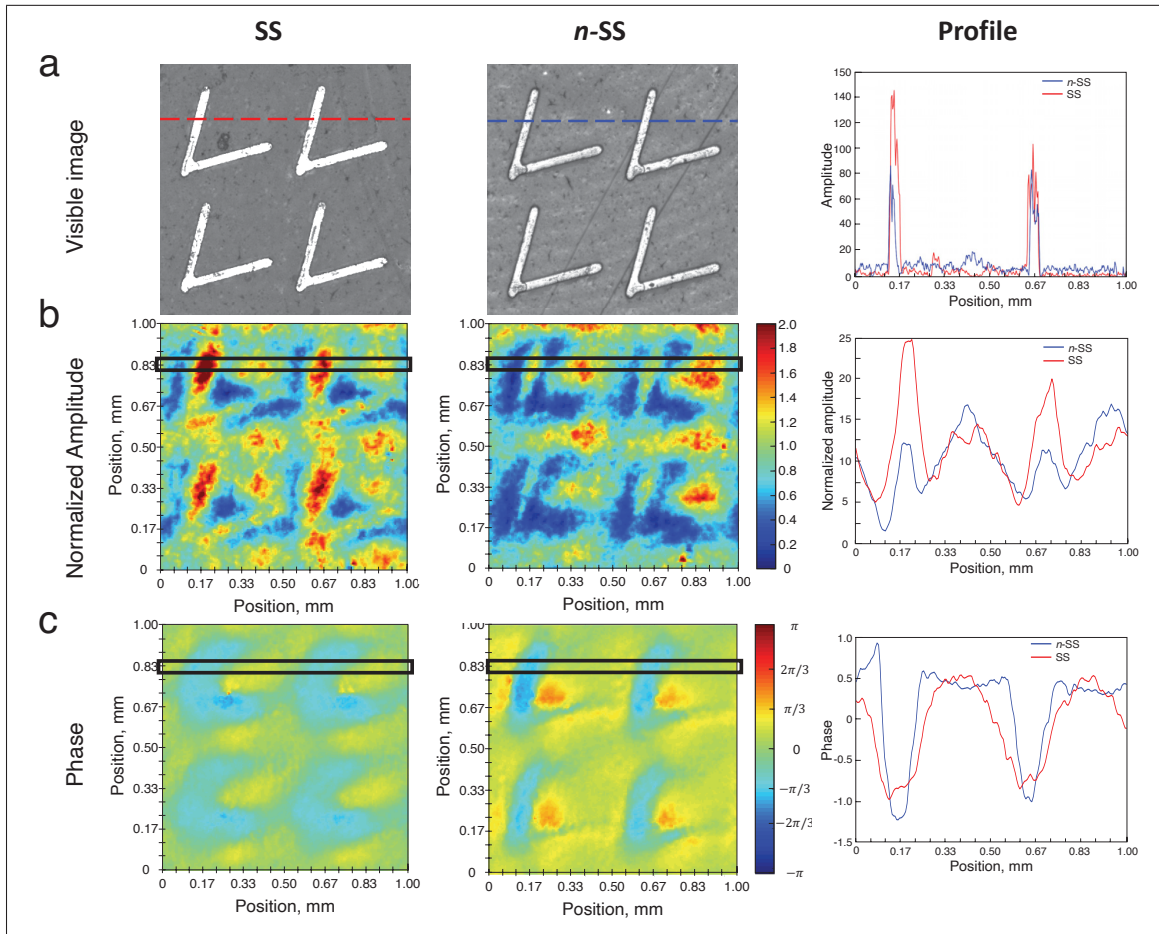 SS n-SS Profile
a
Visible image
150
140
120
100
80
60
40
20
0
Amplitude
n-SS
SS
0 0.17 0.33 0.50 0.67 0.83 1.00
Position, mm
b
Normalized Amplitude
1.00
0.83
0.67
0.50
0.33
0.17
0
Position, mm
0 0.17 0.33 0.50 0.67 0.83 1.00
Position, mm
1.00
0.83
0.67
0.50
0.33
0.17
0
Position, mm
0 0.17 0.33 0.50 0.67 0.83 1.00
Position, mm
2.0
1.8
1.6
1.4
1.2
1.0
0.8
0.6
0.4
0.2
0
25
20
15
10
5
0
Normalized amplitude
n-SS
SS
0 0.17 0.33 0.50 0.67 0.83 1.00
Position, mm
c
Phase
1.00
0.83
0.67
0.50
0.33
0.17
0
Position, mm
0 0.17 0.33 0.50 0.67 0.83 1.00
Position, mm
1.00
0.83
0.67
0.50
0.33
0.17
0
Position, mm
0 0.17 0.33 0.50 0.67 0.83 1.00
Position, mm
π
2π/3
π/3
0
−π/3
−2π/3
−π
1.0
0.5
0
-0.5
-1.0
-1.5
Phase
n-SS
SS
0 0.17 0.33 0.50 0.67 0.83 1.00
Position, mm